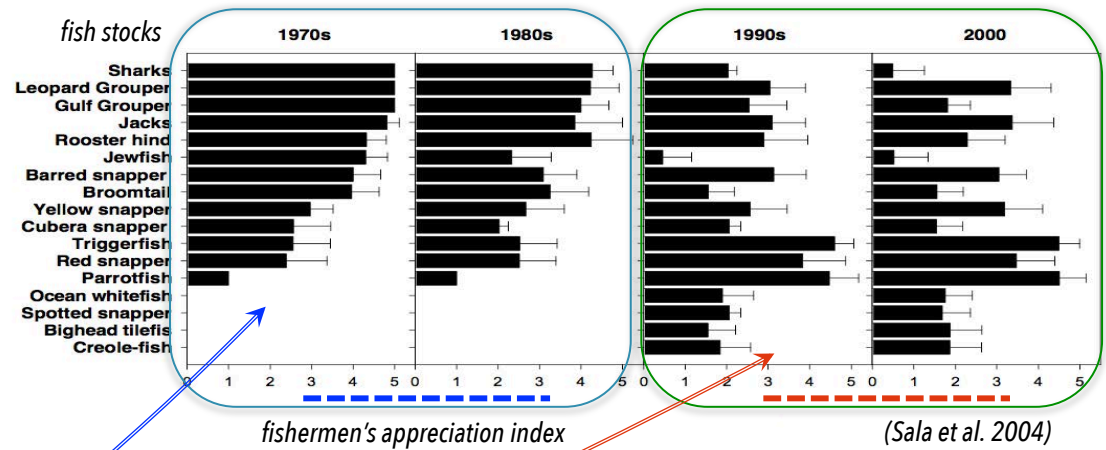 fish stocks
1970s 1980s 1990s 2000
Sharks
Leopard Grouper
Gulf Grouper
Jacks
Rooster hind
Jewfish
Barred snapper
Broomtail
Yellow snapper
Cubera snapper
Triggerfish
Red snapper
Parrotfish
Ocean whitefish
Spotted snapper
Bighead tilefis
Creole-fish
0 1 2 3 4 5 0 1 2 3 4 5 0 1 2 3 4 5 0 1 2 3 4 5
fishermen's appreciation index (Sala et al. 2004)